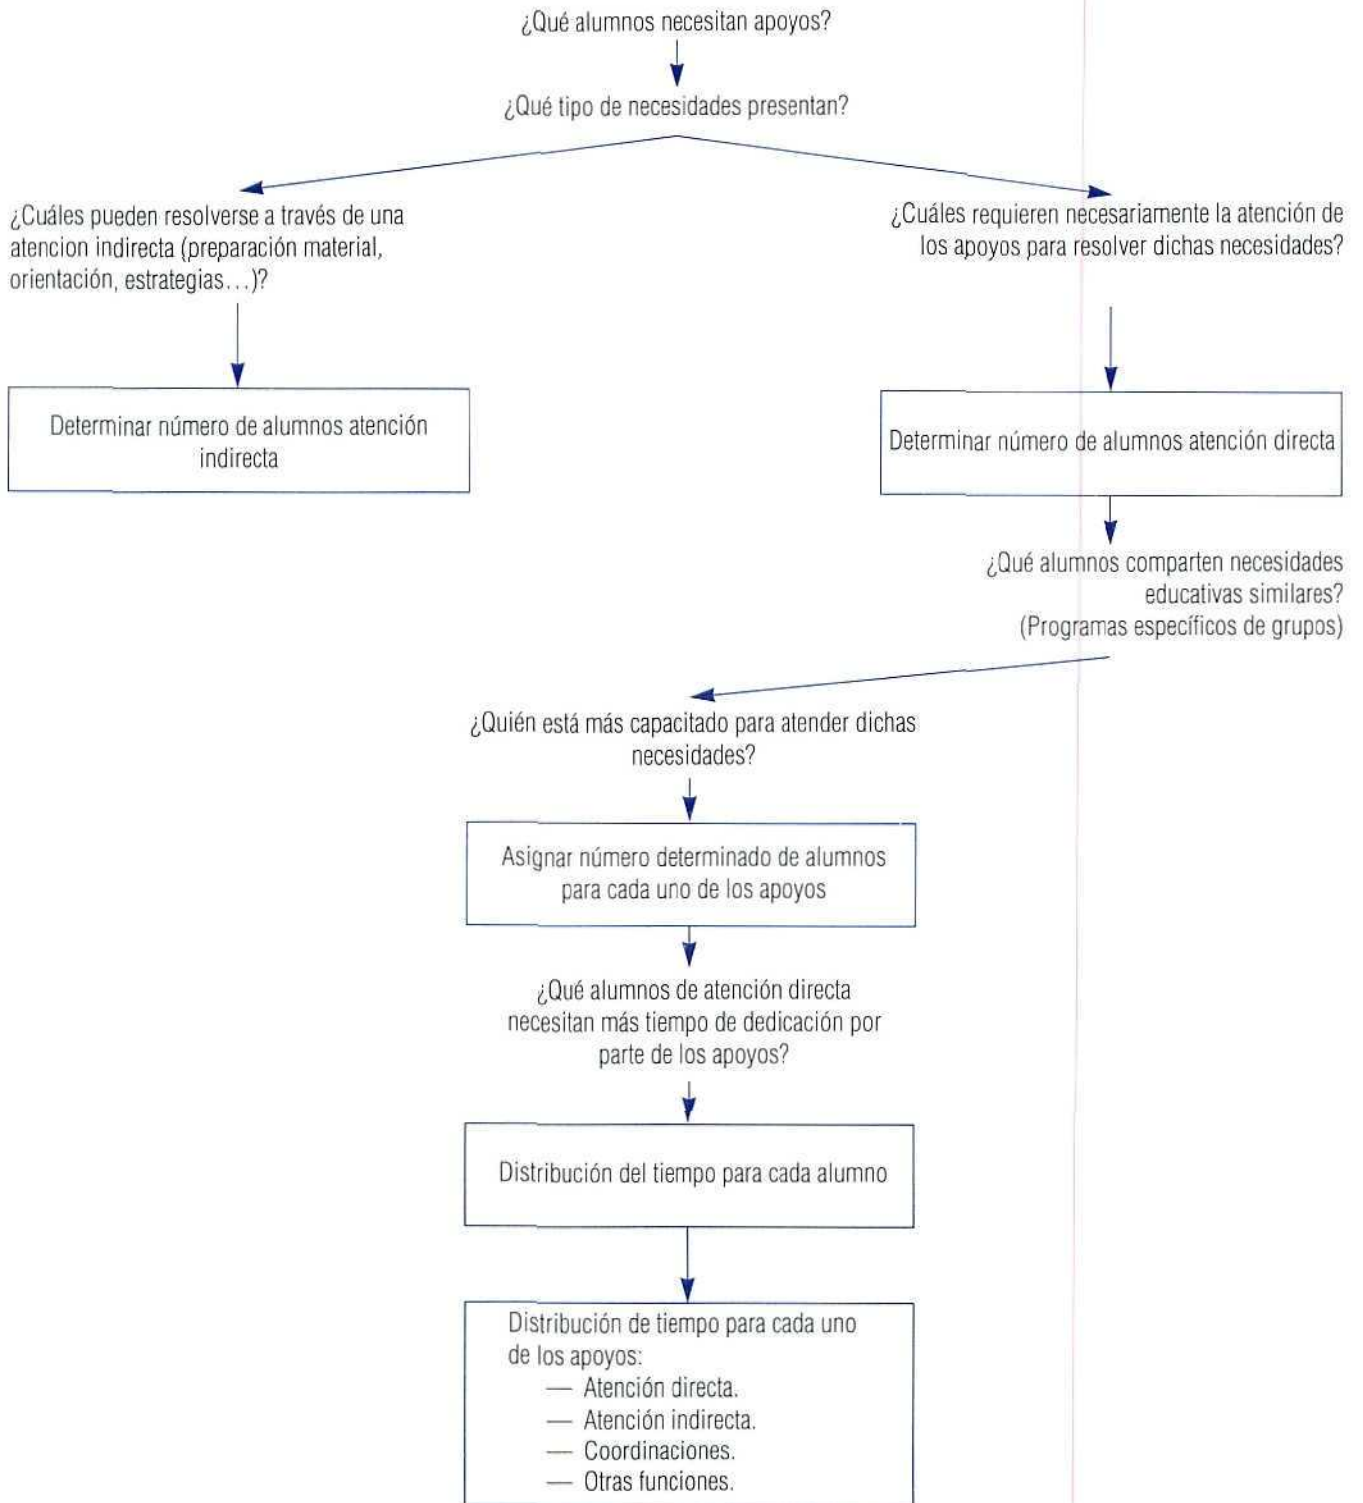 ¿Qué alumnos necesitan apoyos?
¿Qué tipo de necesidades presentan?
¿Cuáles pueden resolverse a través de una
atencion indirecta (preparación material,
orientación, estrategias...)?
¿Cuáles requieren necesariamente la atención de
los apoyos para resolver dichas necesidades?
Determinar número de alumnos atención
indirecta
Determinar número de alumnos atención directa
¿Qué alumnos comparten necesidades
educativas similares?
(Programas específicos de grupos)
¿Quién está más capacitado para atender dichas
necesidades?
Asignar número determinado de alumnos
para cada uno de los apoyos
¿Qué alumnos de atención directa
necesitan más tiempo de dedicación por
parte de los apoyos?
Distribución del tiempo para cada alumno
Distribución de tiempo para cada uno
de los apoyos:
— Atención directa.
— Atención indirecta.
— Coordinaciones.
— Otras funciones.